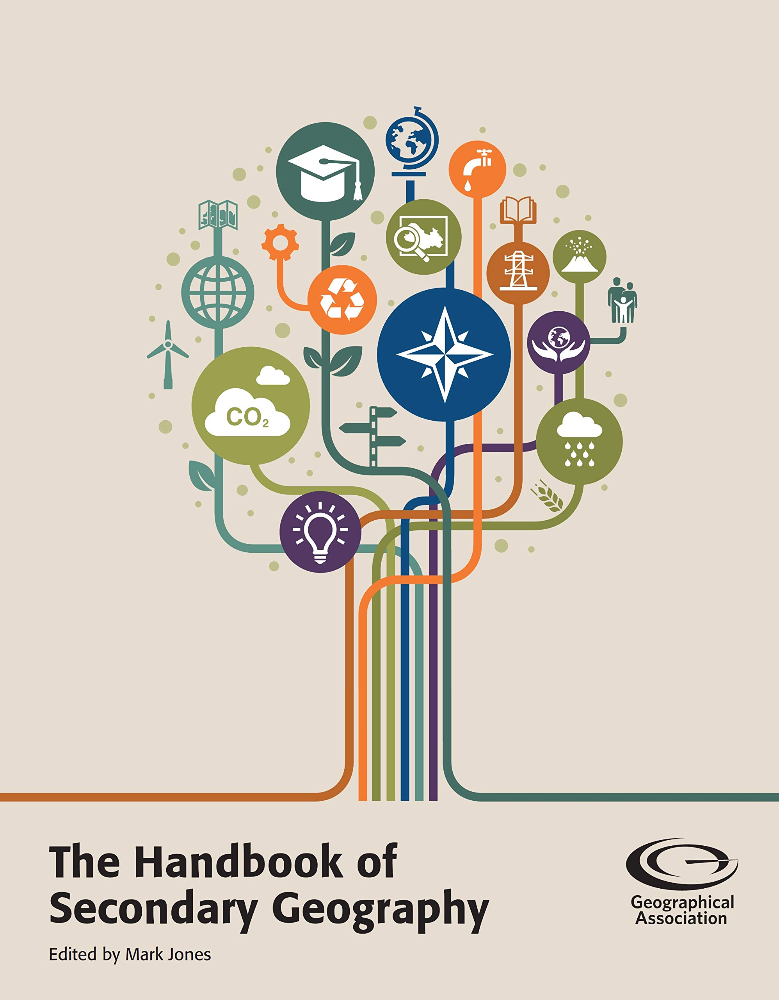 CO₂
The Handbook of
Secondary Geography
Edited by Mark Jones
Geographical
Association